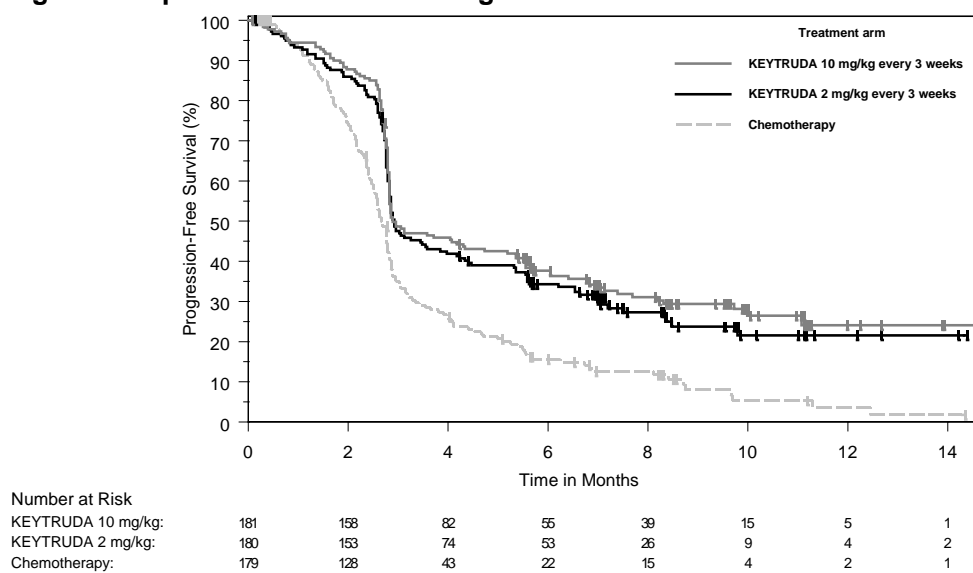 Treatment arm
KEYTRUDA 10 mg/kg every 3 weeks
KEYTRUDA 2 mg/kg every 3 weeks
Chemotherapy
Progression-Free Survival (%)
100
90
80
70
60
50
40
30
20
10
0
0 2 4 6 8 10 12 14
Time in Months
Number at Risk
KEYTRUDA 10 mg/kg: 181 158 82 55 39 15 5 1
KEYTRUDA 2 mg/kg: 180 153 74 53 26 9 4 2
Chemotherapy: 179 128 43 22 15 4 2 1